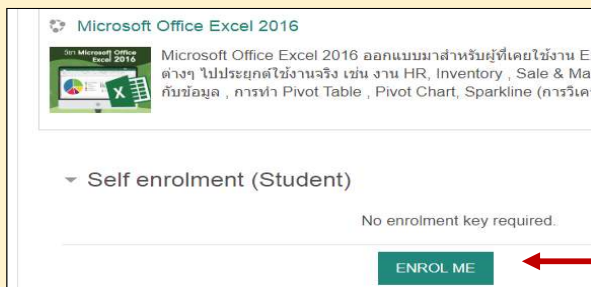 Microsoft Office Excel 2016
วิชา Microsoft Office
Excel 2016
Microsoft Office Excel 2016 ออกแบบมาสำหรับผู้ที่เคยใช้งาน E
ต่างๆ ไปประยุกต์ใช้งานจริง เช่น งาน HR, Inventory , Sale & Ma
กับข้อมูล , การทำ Pivot Table , Pivot Chart, Sparkline (การวิเค
Self enrolment (Student)
No enrolment key required.
ENROL ME